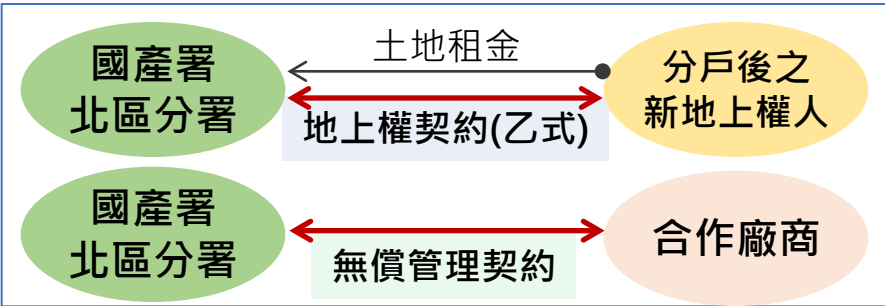 國產署
北區分署
土地租金
地上權契約(乙式)
分戶後之
新地上權人
國產署
北區分署
無償管理契約
合作廠商